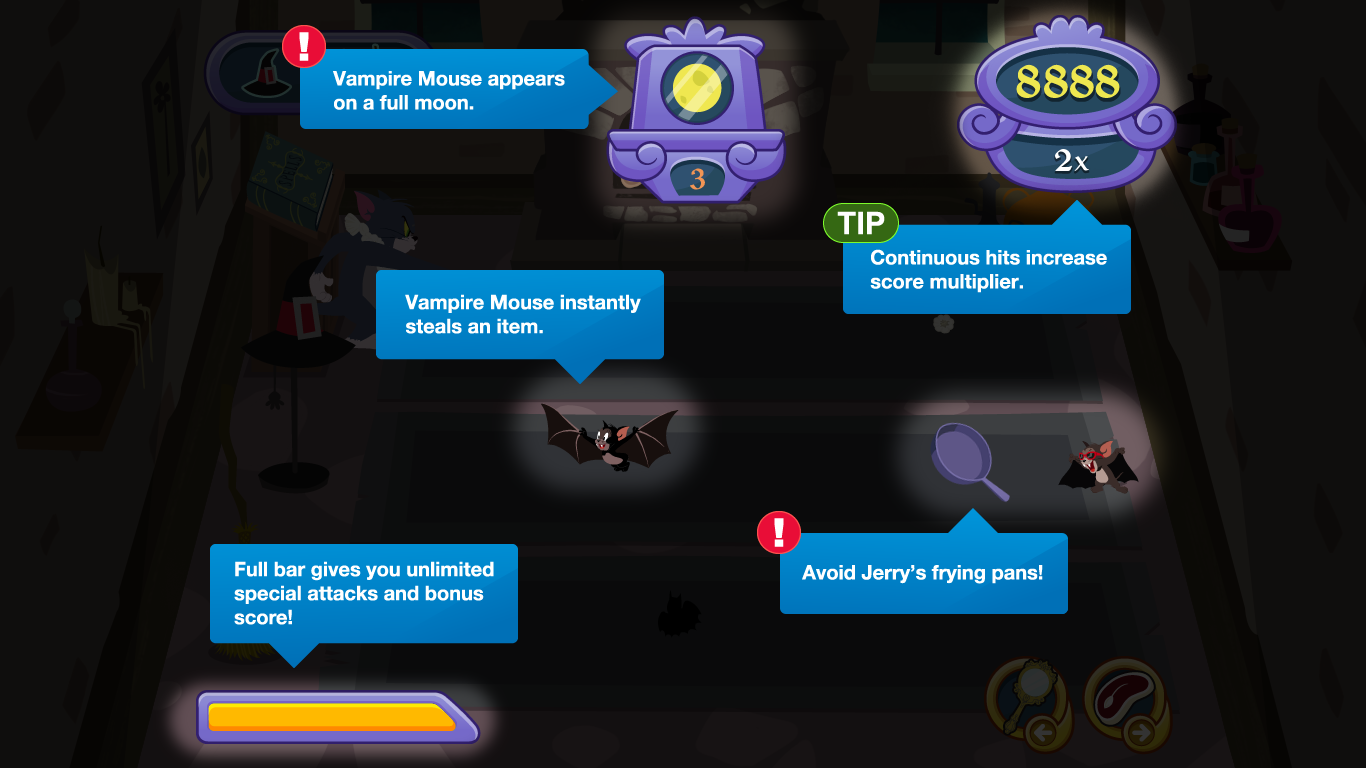 !
Vampire Mouse appears
on a full moon.
3
8888
2x
TIP
Continuous hits increase
score multiplier.
Vampire Mouse instantly
steals an item.
!
Avoid Jerry's frying pans!
Full bar gives you unlimited
special attacks and bonus
score!